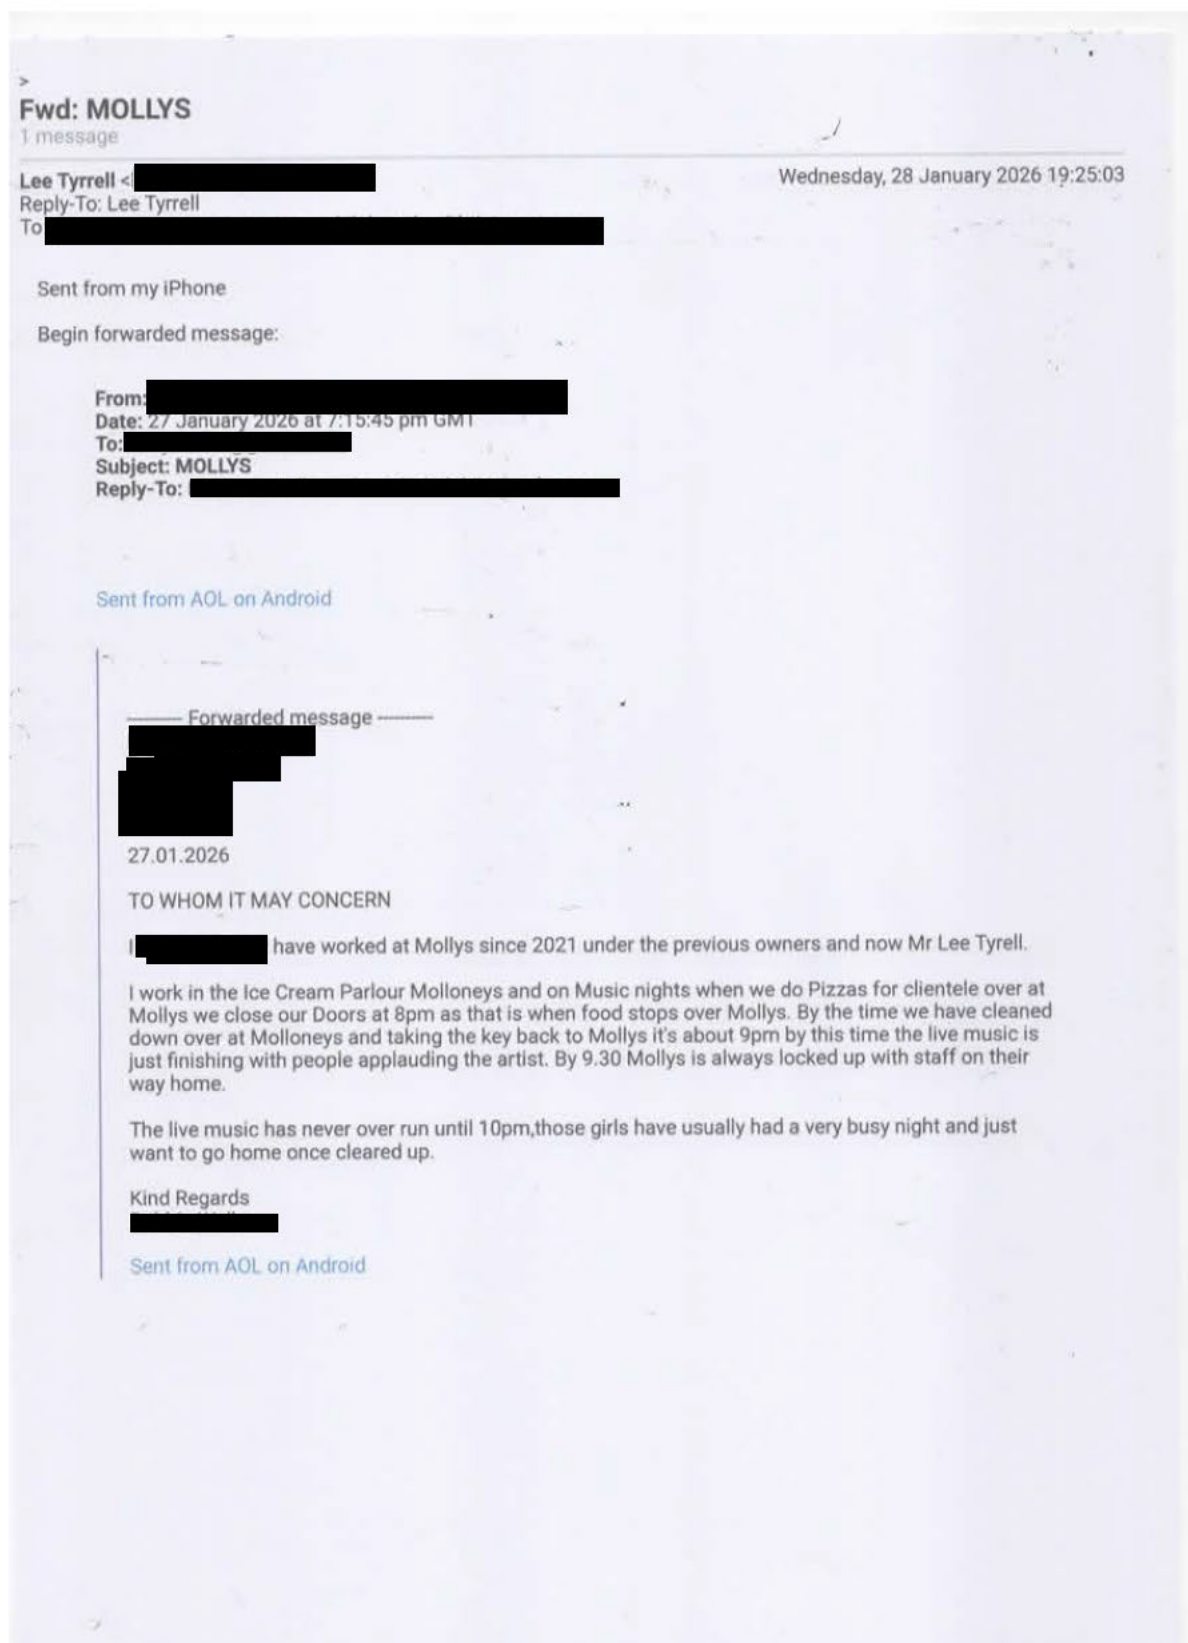 >
Fwd: MOLLYS
1 message
Lee Tyrrell <
Wednesday, 28 January 2026 19:25:03
Reply-To: Lee Tyrrell
To
Sent from my iPhone
Begin forwarded message:
From:
Date: 27 January 2026 at 7:15:45 pm GMT
To:
Subject: MOLLYS
Reply-To:
Sent from AOL on Android
-------- Forwarded message --------
27.01.2026
TO WHOM IT MAY CONCERN
I have worked at Mollys since 2021 under the previous owners and now Mr Lee Tyrell.
I work in the Ice Cream Parlour Molloneys and on Music nights when we do Pizzas for clientele over at
Mollys we close our Doors at 8pm as that is when food stops over Mollys. By the time we have cleaned
down over at Molloneys and taking the key back to Mollys it's about 9pm by this time the live music is
just finishing with people applauding the artist. By 9.30 Mollys is always locked up with staff on their
way home.
The live music has never over run until 10pm,those girls have usually had a very busy night and just
want to go home once cleared up.
Kind Regards
Sent from AOL on Android